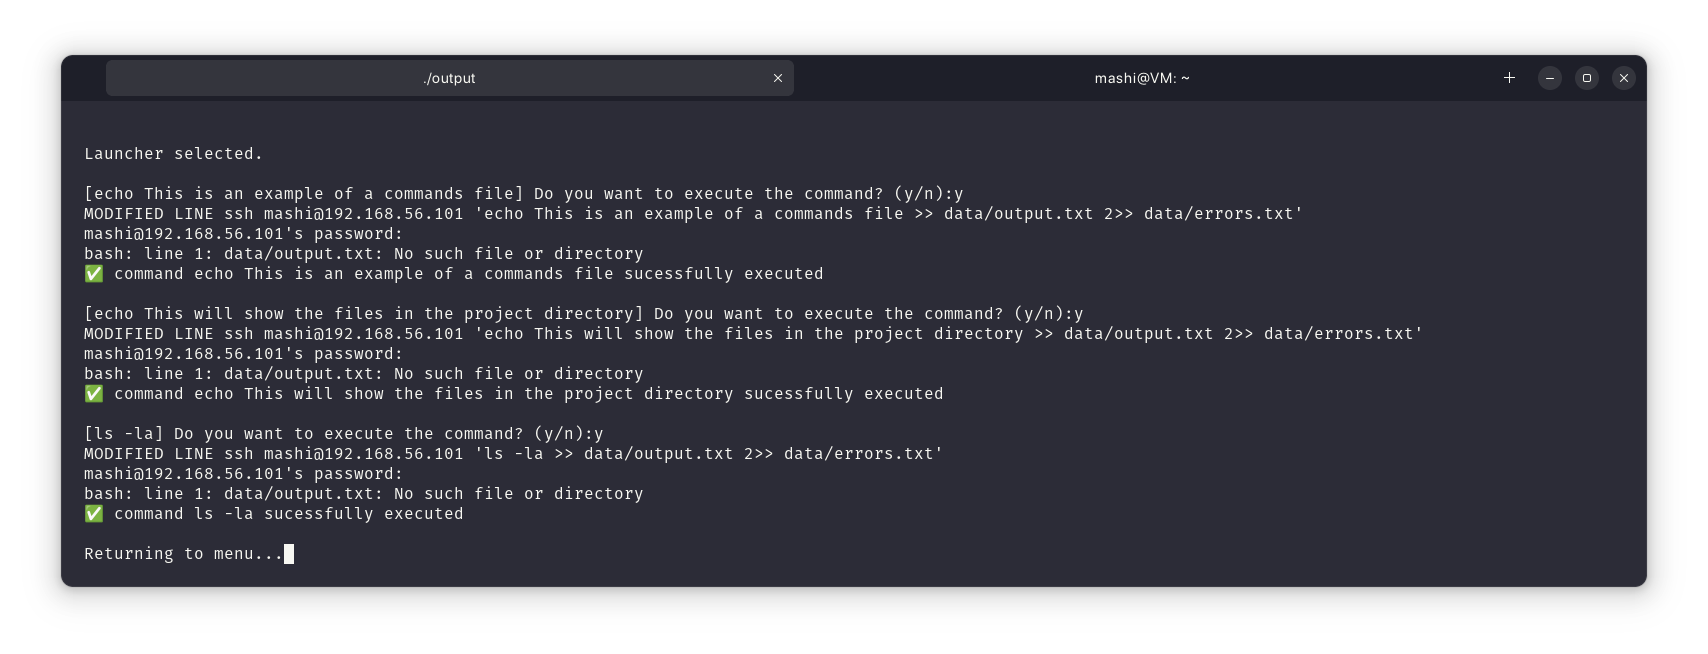 ./output
mashi@VM: ~
Launcher selected.
[echo This is an example of a commands file] Do you want to execute the command? (y/n):y
MODIFIED LINE ssh mashi@192.168.56.101 'echo This is an example of a commands file >> data/output.txt 2>> data/errors.txt'
mashi@192.168.56.101's password:
bash: line 1: data/output.txt: No such file or directory
✅ command echo This is an example of a commands file sucessfully executed
[echo This will show the files in the project directory] Do you want to execute the command? (y/n):y
MODIFIED LINE ssh mashi@192.168.56.101 'echo This will show the files in the project directory >> data/output.txt 2>> data/errors.txt'
mashi@192.168.56.101's password:
bash: line 1: data/output.txt: No such file or directory
✅ command echo This will show the files in the project directory sucessfully executed
[ls -la] Do you want to execute the command? (y/n):y
MODIFIED LINE ssh mashi@192.168.56.101 'ls -la >> data/output.txt 2>> data/errors.txt'
mashi@192.168.56.101's password:
bash: line 1: data/output.txt: No such file or directory
✅ command ls -la sucessfully executed
Returning to menu...